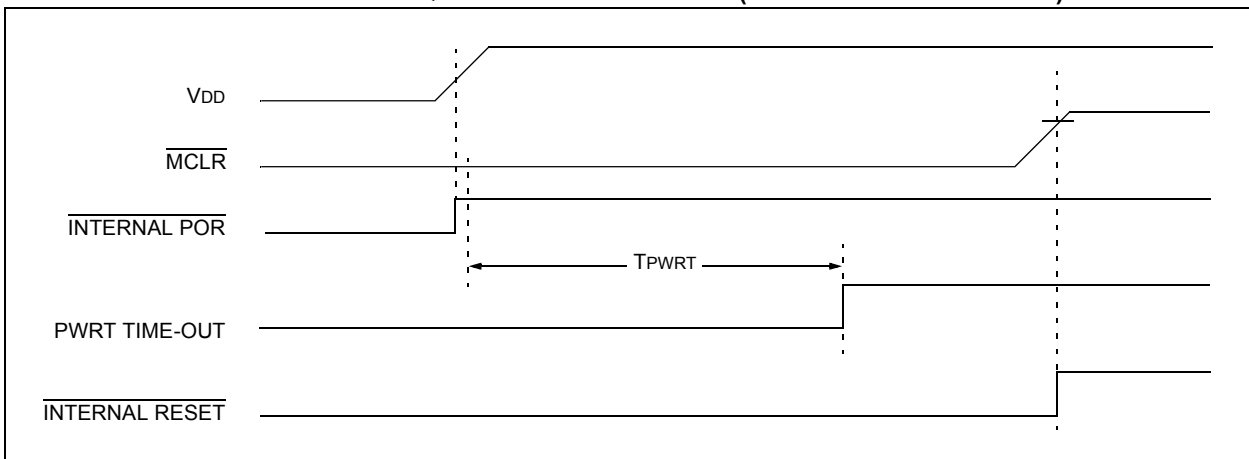 VDD
MCLR
INTERNAL POR
TPWRT
PWRT TIME-OUT
INTERNAL RESET